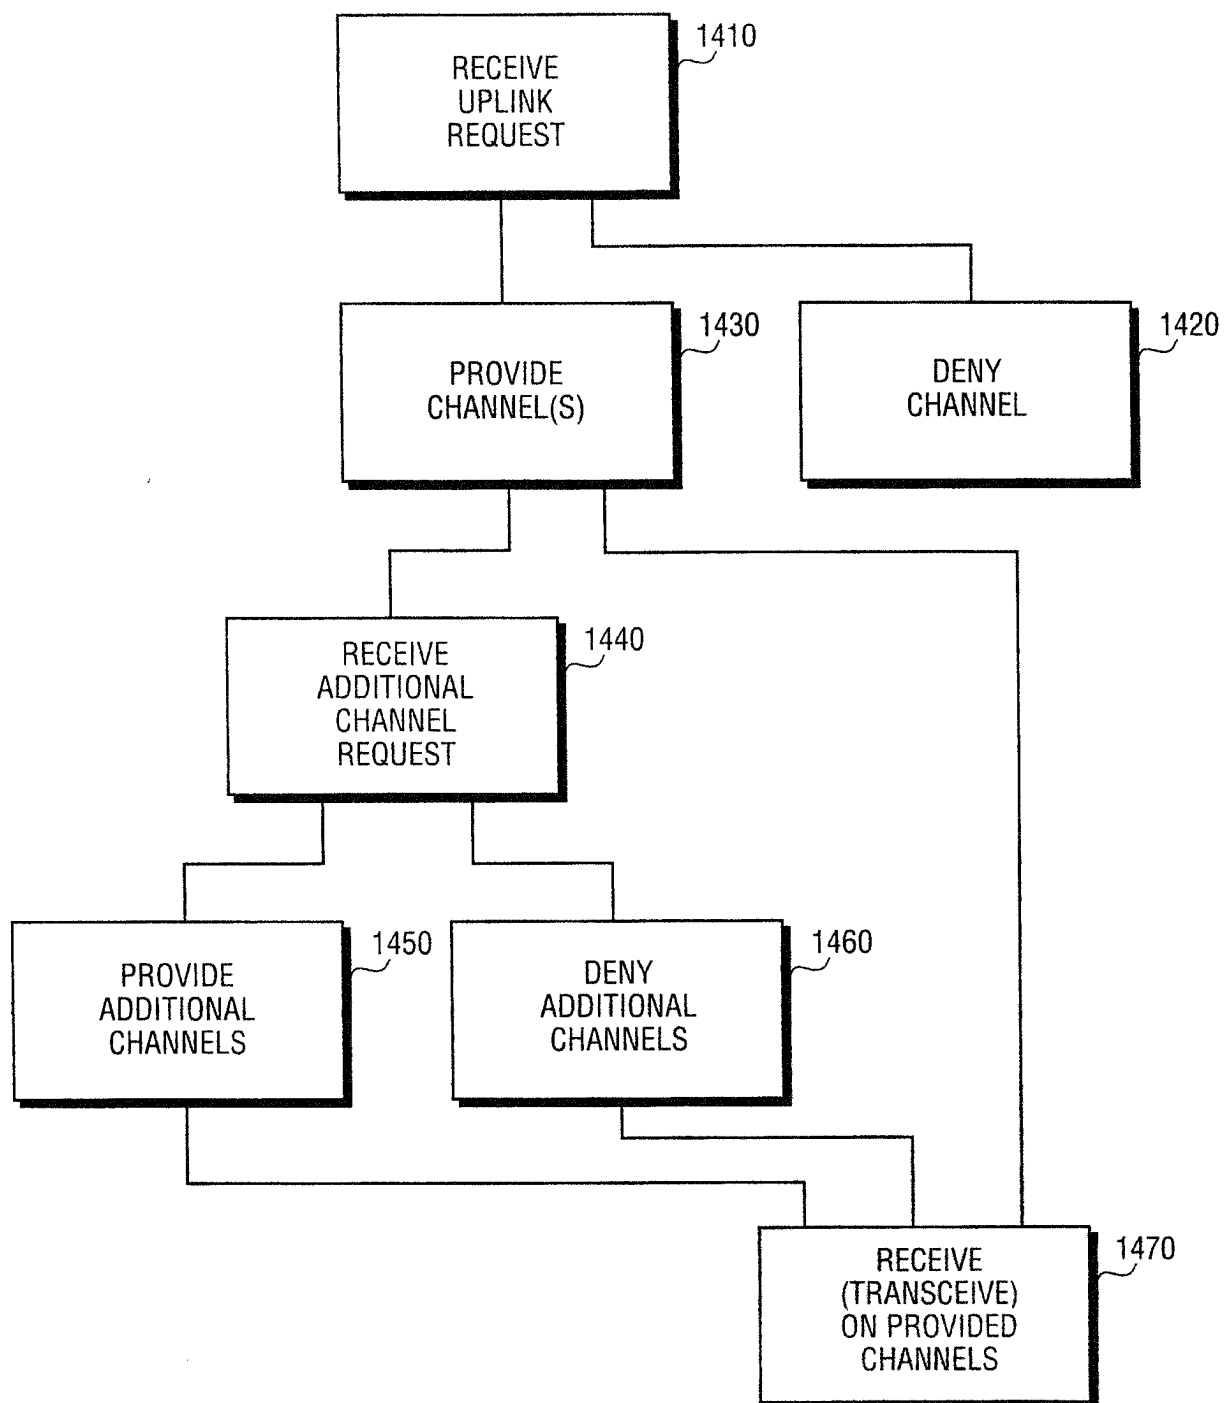 RECEIVE
UPLINK
REQUEST
1410
PROVIDE
CHANNEL(S)
1430
DENY
CHANNEL
1420
RECEIVE
ADDITIONAL
CHANNEL
REQUEST
1440
PROVIDE
ADDITIONAL
CHANNELS
1450
DENY
ADDITIONAL
CHANNELS
1460
RECEIVE
(TRANSCEIVE)
ON PROVIDED
CHANNELS
1470